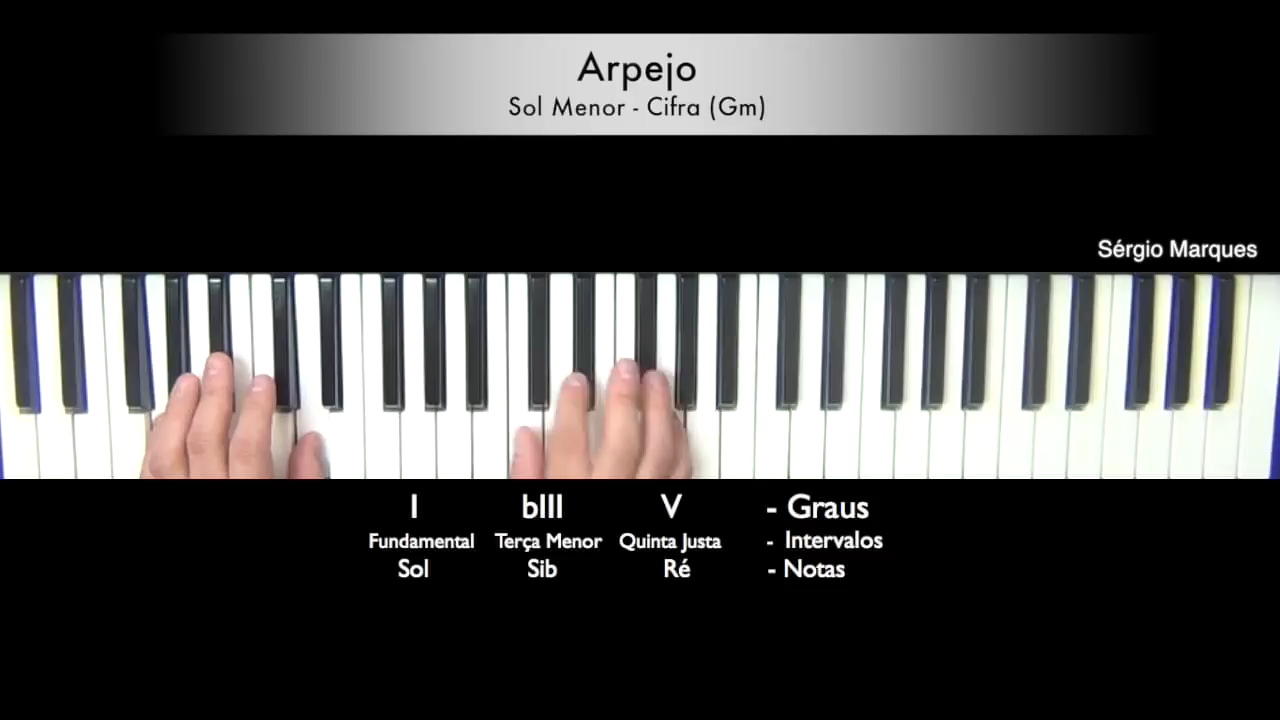 Arpejo
Sol Menor - Cifra (Gm)
Sérgio Marques
I bIII V - Graus
Fundamental Terça Menor Quinta Justa - Intervalos
Sol Sib Ré - Notas